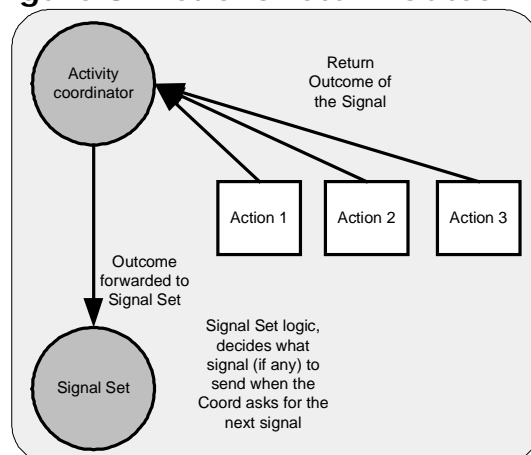 Activity
coordinator
Return
Outcome of
the Signal
Action 1
Action 2
Action 3
Outcome
forwarded to
Signal Set
Signal Set logic,
decides what
signal (if any) to
send when the
Coord asks for the
next signal
Signal Set